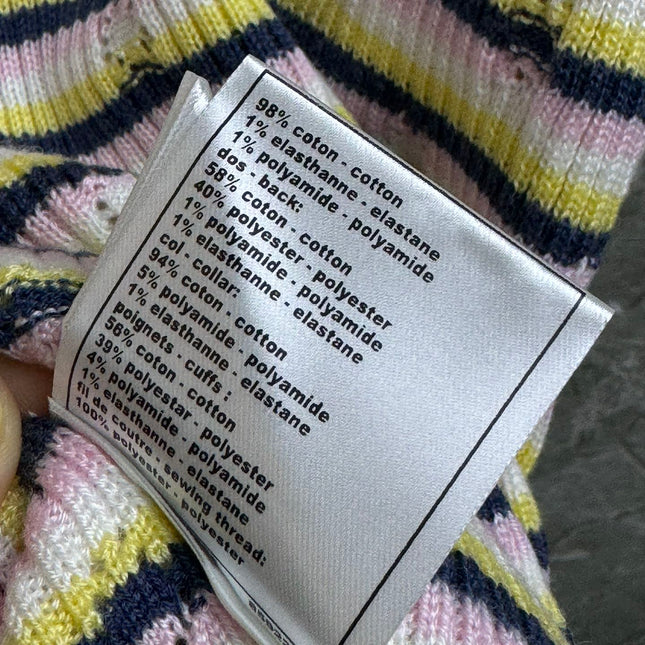 98% coton - cotton
1% elasthanne - elastane
1% polyamide - polyamide
dos - back:
58% coton - cotton
40% polyester - polyester
1% polyamide - polyamide
1% elasthanne - elastane
col - collar:
94% coton - cotton
5% polyamide - polyamide
1% elasthanne - elastane
poignets - cuffs :
56% coton - cotton
39% polyestar - polyester
4% polyamide - polyamide
1% elasthanne - elastane
fil de coutre - sewing thread:
100% polyester - polyester